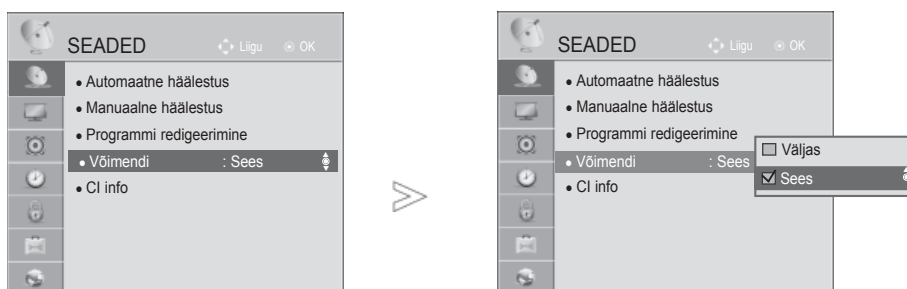 SEADED Liigu OK
• Automaatne häälestus
• Manuaalne häälestus
• Programmi redigeerimine
• Võimendi : Sees
• CI info
SEADED Liigu OK
• Automaatne häälestus
• Manuaalne häälestus
• Programmi redigeerimine
• Võimendi : Sees
• CI info
Väljas
Sees